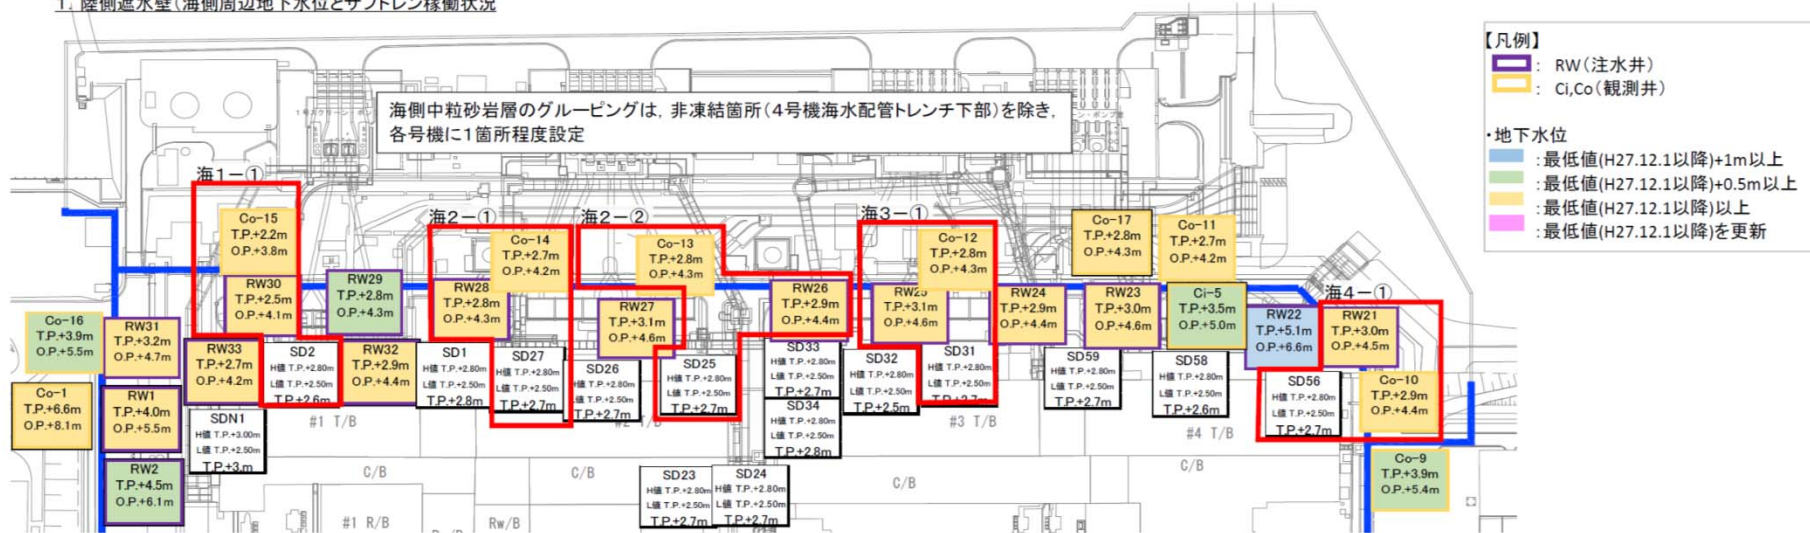 1. 陸側遮水壁(海側周辺地下水位とサブドレン稼働状況
【凡例】
: RW(注水井)
: Ci,Co(観測井)
・地下水位
:最低値(H27.12.1以降)+1m以上
:最低値(H27.12.1以降)+0.5m以上
:最低値(H27.12.1以降)以上
:最低値(H27.12.1以降)を更新
海側中粒砂岩層のグルーピングは, 非凍結箇所(4号機海水配管トレンチ下部)を除き,
各号機に1箇所程度設定
海1-①
海2-①
海2-②
海3-①
海4-①
Co-15
T.P.+2.2m
O.P.+3.8m
Co-14
T.P.+2.7m
O.P.+4.2m
Co-13
T.P.+2.8m
O.P.+4.3m
Co-12
T.P.+2.8m
O.P.+4.3m
Co-17
T.P.+2.8m
O.P.+4.3m
Co-11
T.P.+2.7m
O.P.+4.2m
RW30
T.P.+2.5m
O.P.+4.1m
RW29
T.P.+2.8m
O.P.+4.3m
RW28
T.P.+2.8m
O.P.+4.3m
RW27
T.P.+3.1m
O.P.+4.6m
RW26
T.P.+2.9m
O.P.+4.4m
RW25
T.P.+3.1m
O.P.+4.6m
RW24
T.P.+2.9m
O.P.+4.4m
RW23
T.P.+3.0m
O.P.+4.6m
Ci-5
T.P.+3.5m
O.P.+5.0m
RW22
T.P.+5.1m
O.P.+6.6m
RW21
T.P.+3.0m
O.P.+4.5m
Co-16
T.P.+3.9m
O.P.+5.5m
RW31
T.P.+3.2m
O.P.+4.7m
RW33
T.P.+2.7m
O.P.+4.2m
SD2
H値 T.P.+2.80m
L値 T.P.+2.50m
T.P.+2.6m
RW32
T.P.+2.9m
O.P.+4.4m
SD1
H値 T.P.+2.80m
L値 T.P.+2.50m
T.P.+2.8m
SD27
H値 T.P.+2.80m
L値 T.P.+2.50m
T.P.+2.7m
SD26
H値 T.P.+2.80m
L値 T.P.+2.50m
T.P.+2.7m
SD25
H値 T.P.+2.80m
L値 T.P.+2.50m
T.P.+2.7m
SD33
H値 T.P.+2.80m
L値 T.P.+2.50m
T.P.+2.7m
SD32
H値 T.P.+2.80m
L値 T.P.+2.50m
T.P.+2.5m
SD31
H値 T.P.+2.80m
L値 T.P.+2.50m
T.P.+2.7m
SD59
H値 T.P.+2.80m
L値 T.P.+2.50m
T.P.+2.7m
SD58
H値 T.P.+2.80m
L値 T.P.+2.50m
T.P.+2.6m
SD56
H値 T.P.+2.80m
L値 T.P.+2.50m
T.P.+2.7m
Co-10
T.P.+2.9m
O.P.+4.4m
Co-1
T.P.+6.6m
O.P.+8.1m
RW1
T.P.+4.0m
O.P.+5.5m
SDN1
H値 T.P.+3.00m
L値 T.P.+2.50m
T.P.+3.m
SD34
H値 T.P.+2.80m
L値 T.P.+2.50m
T.P.+2.8m
#1 T/B
#2 T/B
#3 T/B
#4 T/B
RW2
T.P.+4.5m
O.P.+6.1m
C/B
C/B
C/B
C/B
SD23
H値 T.P.+2.80m
L値 T.P.+2.50m
T.P.+2.7m
SD24
H値 T.P.+2.80m
L値 T.P.+2.50m
T.P.+2.7m
Co-9
T.P.+3.9m
O.P.+5.4m
#1 R/B
Rw/B